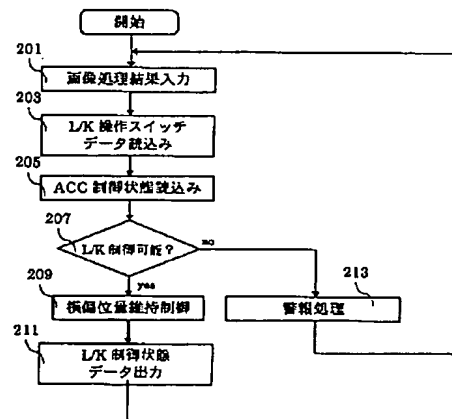 開始
201
画像処理結果入力
203
L/K 操作スイッチ
データ読込み
205
ACC 制御状態読込み
207
L/K 制御可能?
no
yes
209
横偏位量維持制御
213
警報処理
211
L/K 制御状態
データ出力